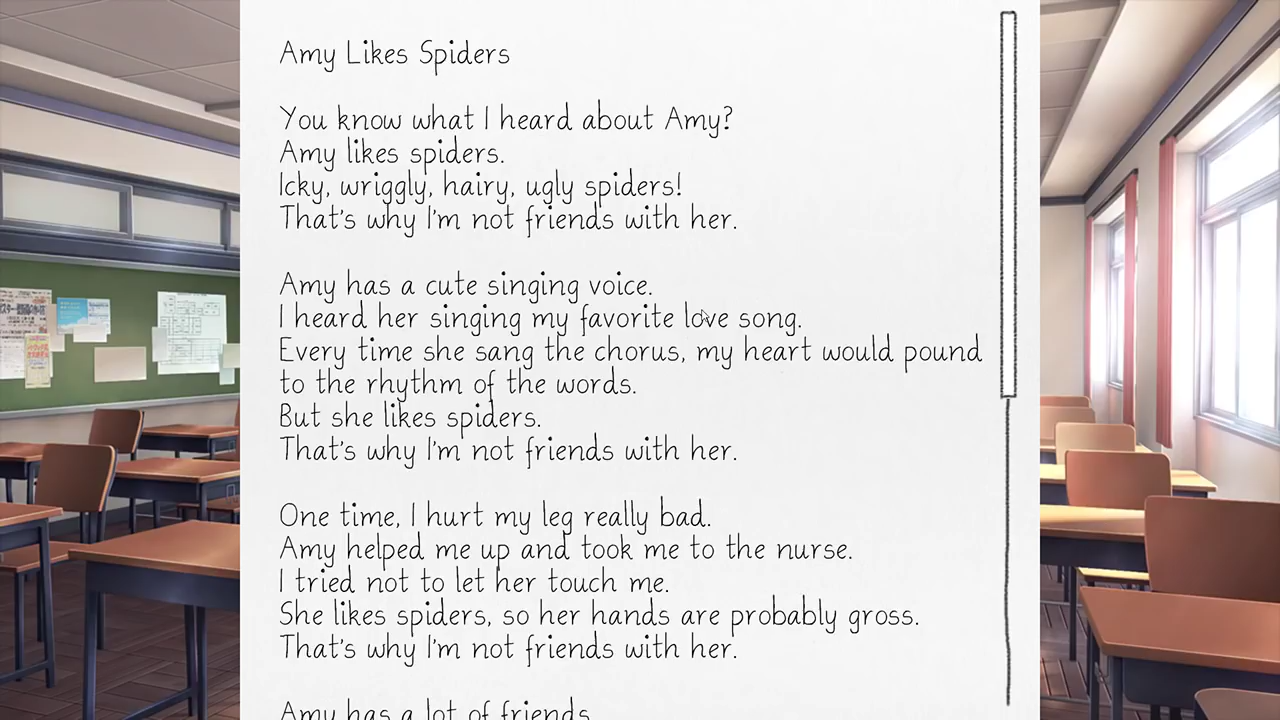 Amy Likes Spiders
You know what I heard about Amy?
Amy likes spiders.
Icky, wriggly, hairy, ugly spiders!
That's why I'm not friends with her.
Amy has a cute singing voice.
I heard her singing my favorite love song.
Every time she sang the chorus, my heart would pound
to the rhythm of the words.
But she likes spiders.
That's why I'm not friends with her.
One time, I hurt my leg really bad.
Amy helped me up and took me to the nurse.
I tried not to let her touch me.
She likes spiders, so her hands are probably gross.
That's why I'm not friends with her.
Amy has a lot of friends